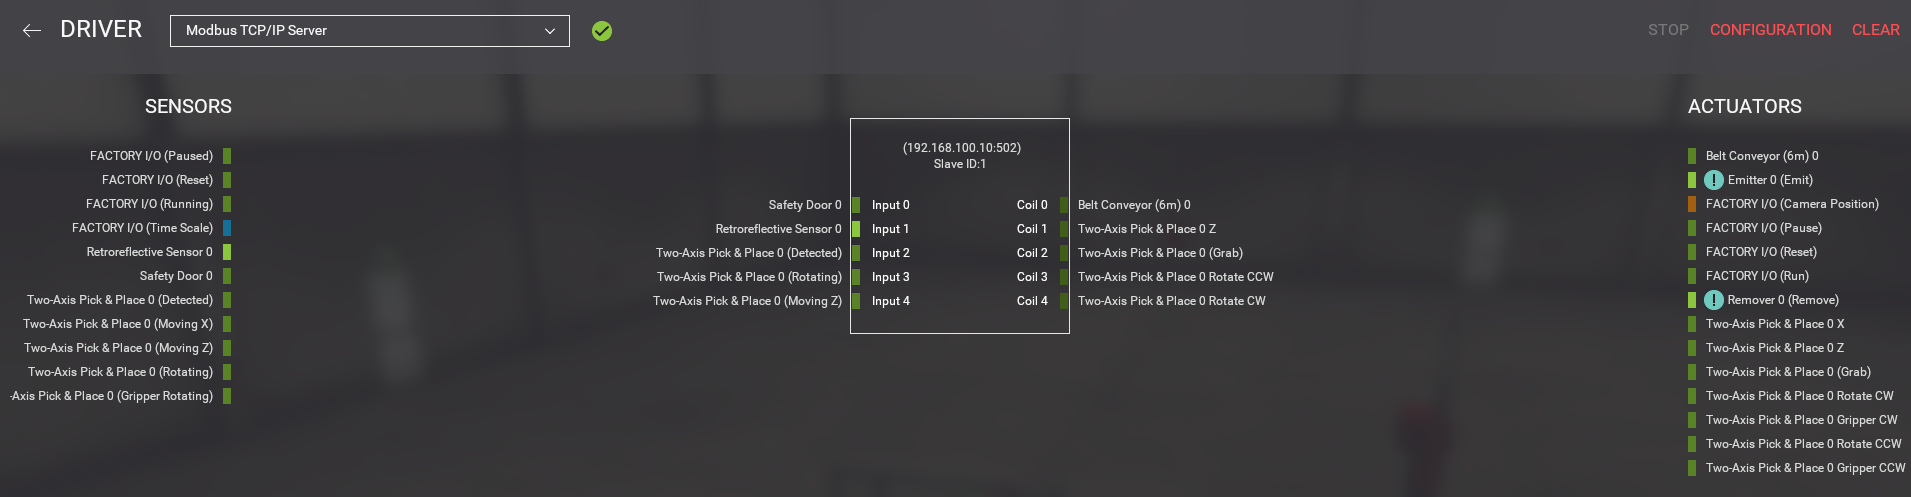 DRIVER
Modbus TCP/IP Server
STOP
CONFIGURATION
CLEAR
SENSORS
FACTORY I/O (Paused)
FACTORY I/O (Reset)
FACTORY I/O (Running)
FACTORY I/O (Time Scale)
Retroreflective Sensor 0
Safety Door 0
Two-Axis Pick & Place 0 (Detected)
Two-Axis Pick & Place 0 (Moving X)
Two-Axis Pick & Place 0 (Moving Z)
Two-Axis Pick & Place 0 (Rotating)
-Axis Pick & Place 0 (Gripper Rotating)
(192.168.100.10:502)
Slave ID:1
Safety Door 0 Input 0 Coil 0 Belt Conveyor (6m) 0
Retroreflective Sensor 0 Input 1 Coil 1 Two-Axis Pick & Place 0 Z
Two-Axis Pick & Place 0 (Detected) Input 2 Coil 2 Two-Axis Pick & Place 0 (Grab)
Two-Axis Pick & Place 0 (Rotating) Input 3 Coil 3 Two-Axis Pick & Place 0 Rotate CCW
Two-Axis Pick & Place 0 (Moving Z) Input 4 Coil 4 Two-Axis Pick & Place 0 Rotate CW
ACTUATORS
Belt Conveyor (6m) 0
Emitter 0 (Emit)
FACTORY I/O (Camera Position)
FACTORY I/O (Pause)
FACTORY I/O (Reset)
FACTORY I/O (Run)
Remover 0 (Remove)
Two-Axis Pick & Place 0 X
Two-Axis Pick & Place 0 Z
Two-Axis Pick & Place 0 (Grab)
Two-Axis Pick & Place 0 Rotate CW
Two-Axis Pick & Place 0 Gripper CW
Two-Axis Pick & Place 0 Rotate CCW
Two-Axis Pick & Place 0 Gripper CCW